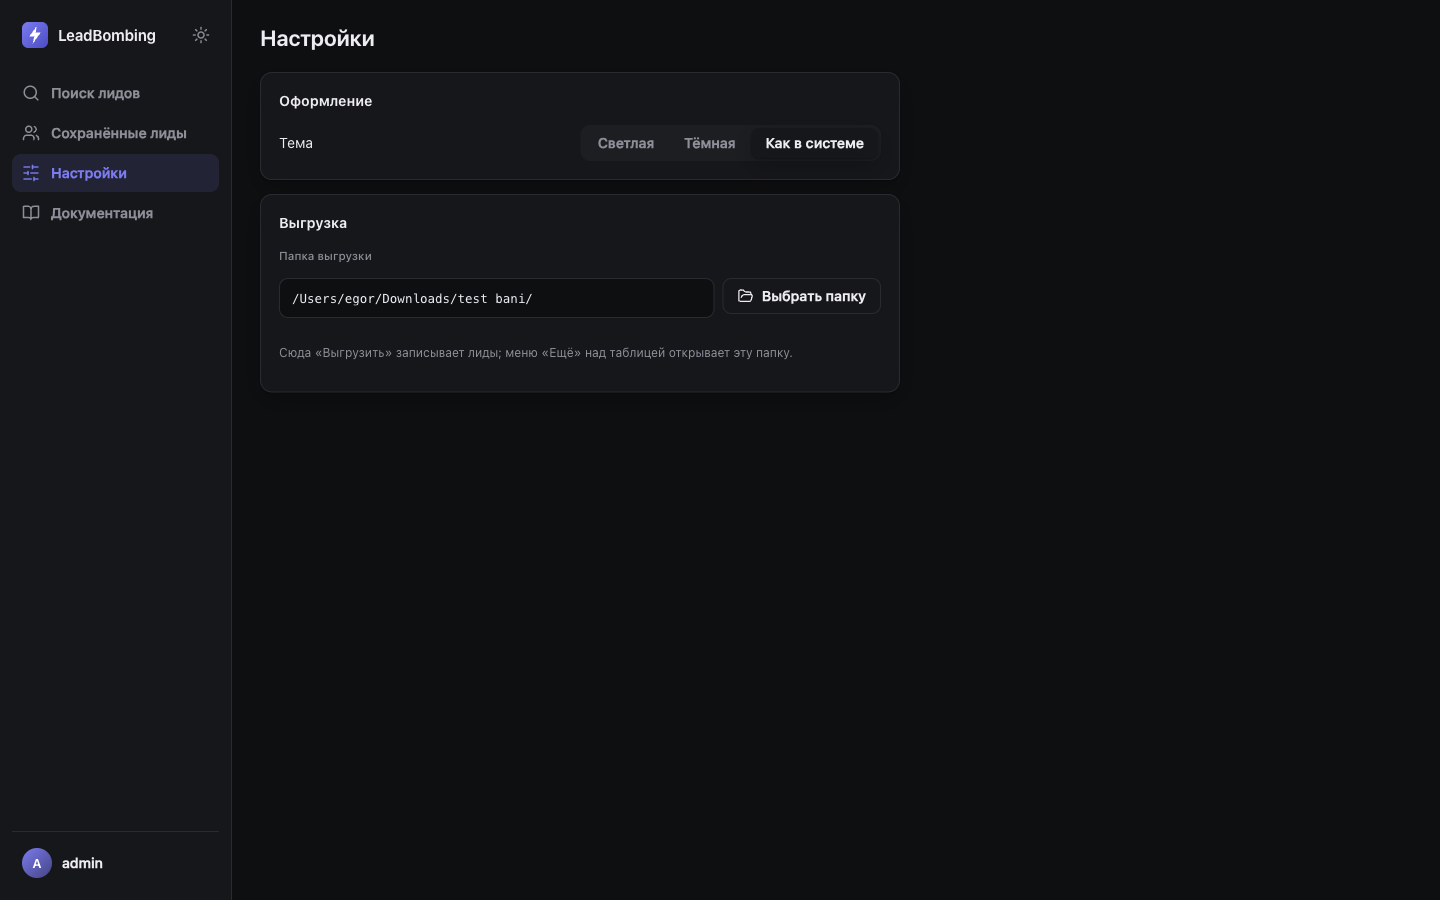 LeadBombing
Поиск лидов
Сохранённые лиды
Настройки
Документация
A
admin
Настройки
Оформление
Тема
Светлая
Тёмная
Как в системе
Выгрузка
Папка выгрузки
/Users/egor/Downloads/test bani/
Выбрать папку
Сюда «Выгрузить» записывает лиды; меню «Ещё» над таблицей открывает эту папку.